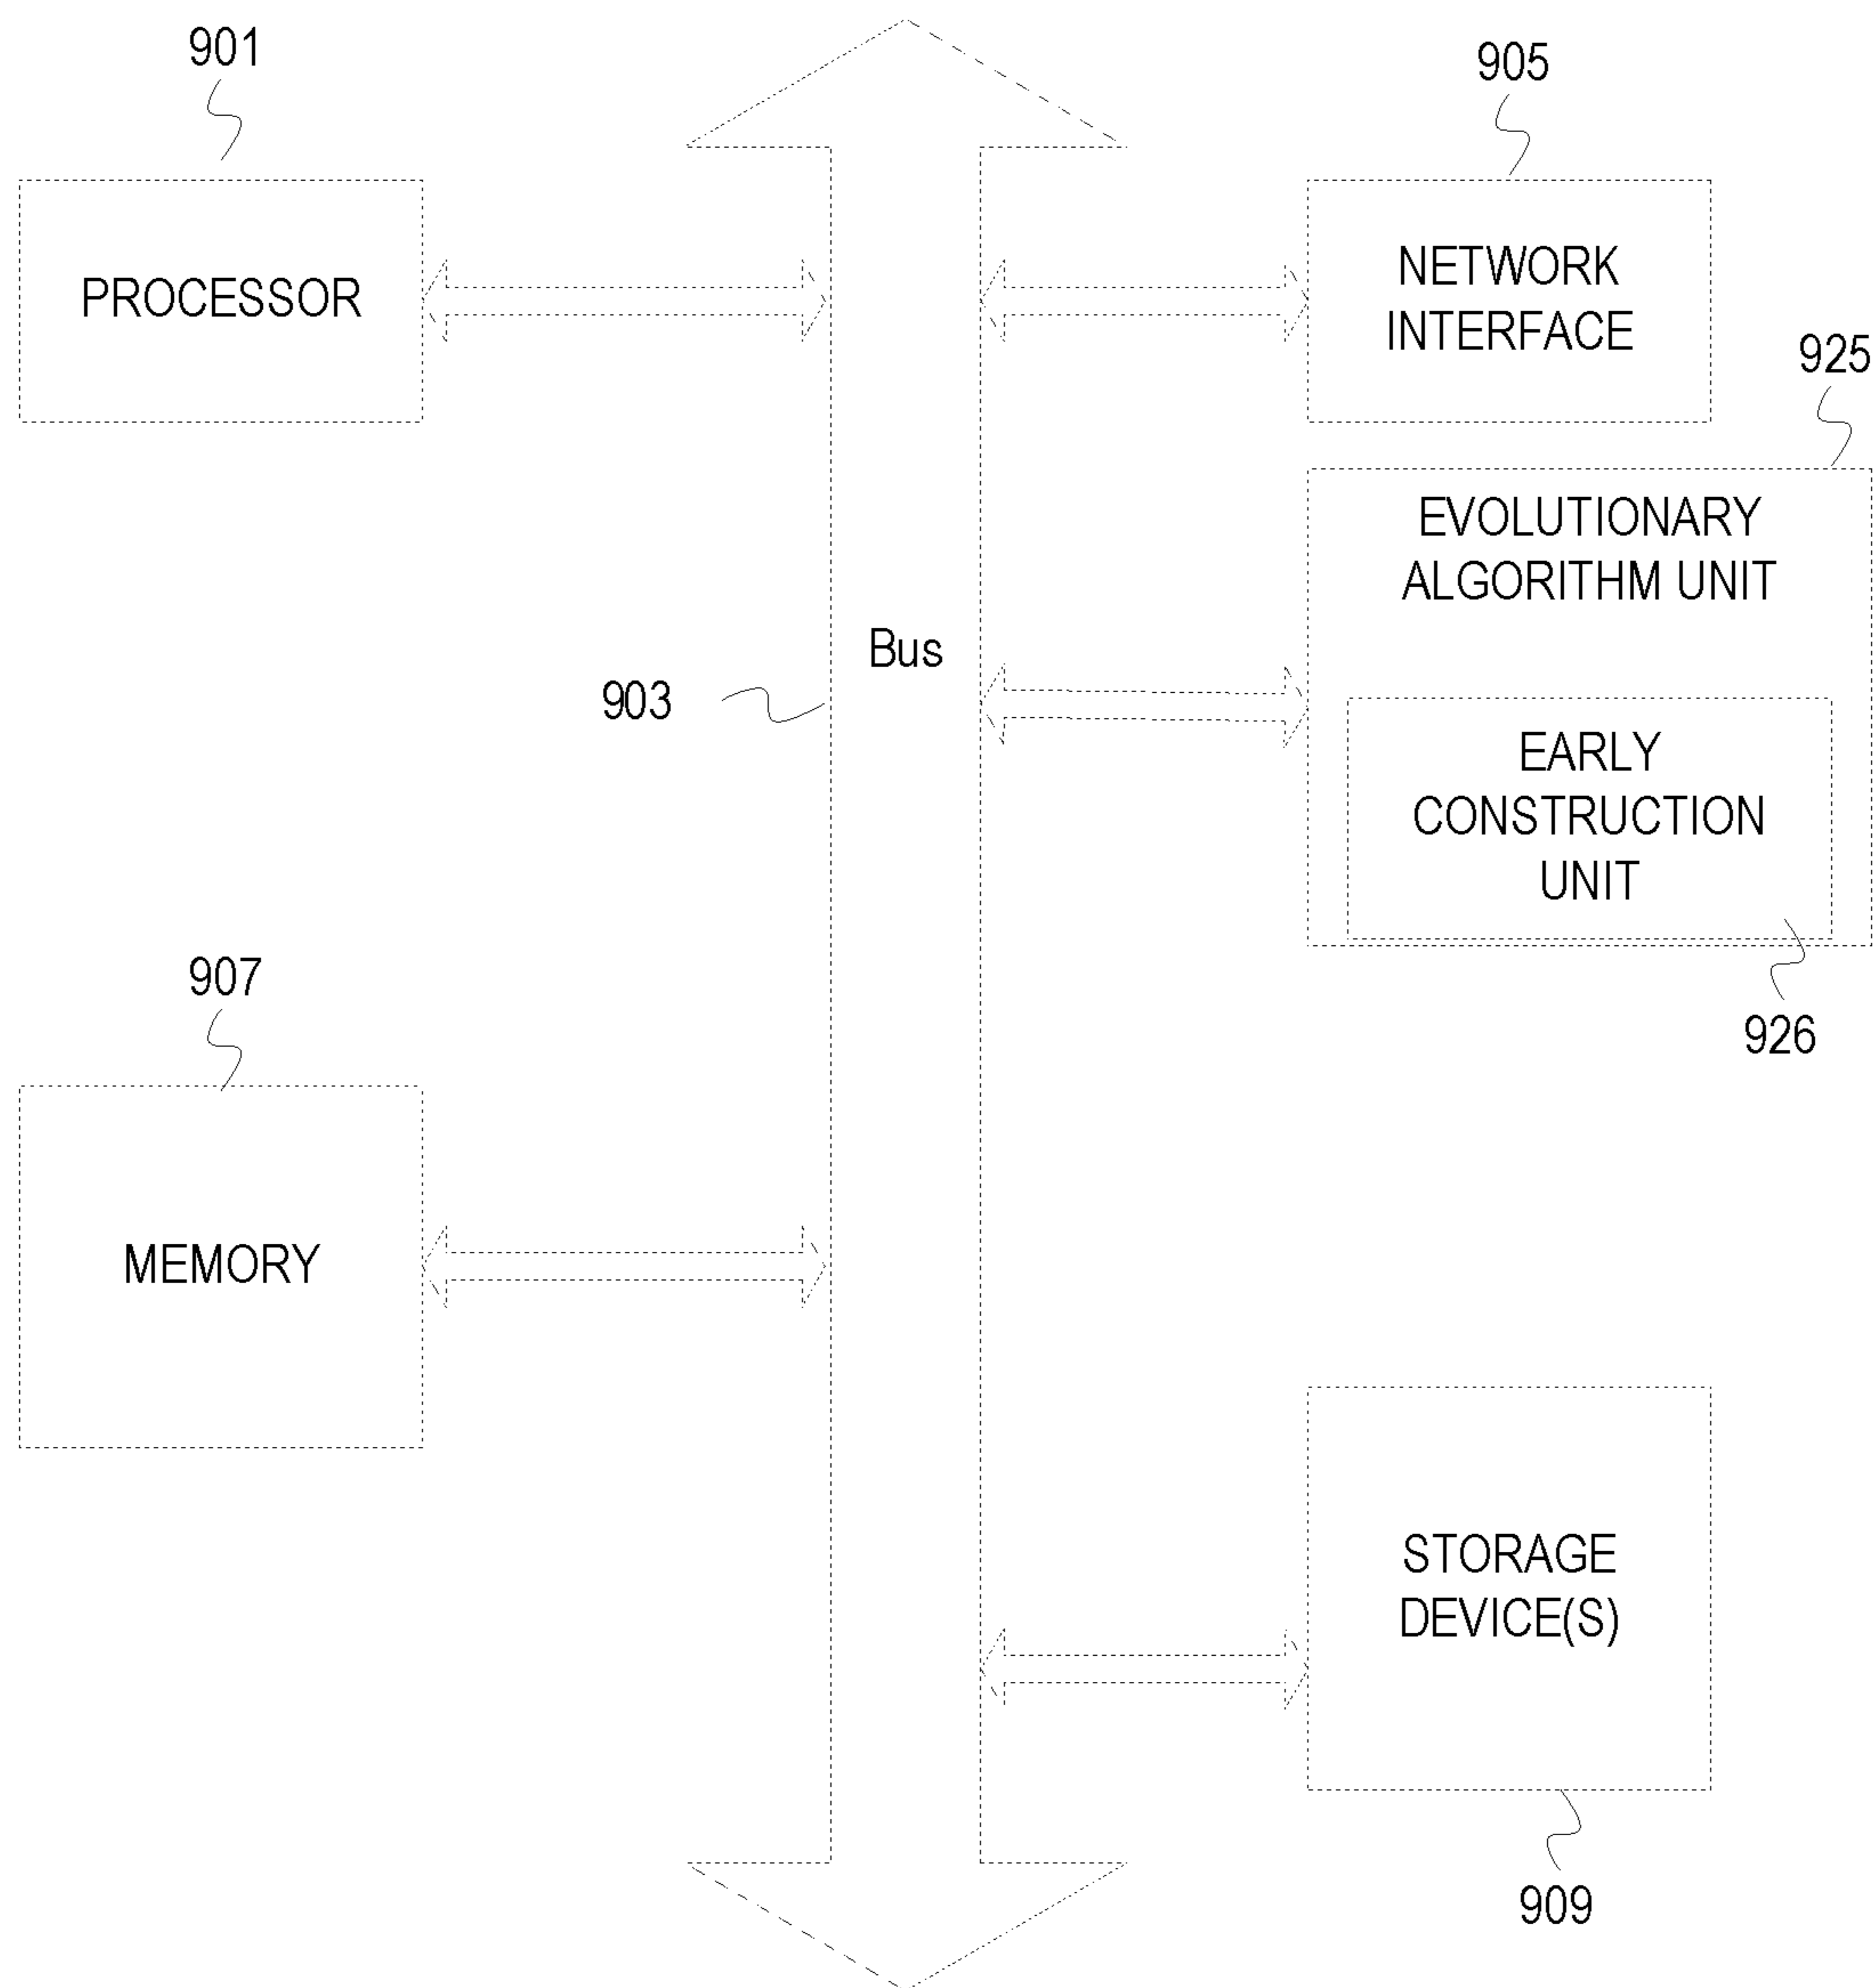 901
PROCESSOR
905
NETWORK
INTERFACE
925
EVOLUTIONARY
ALGORITHM UNIT
Bus
903
EARLY
CONSTRUCTION
UNIT
926
907
MEMORY
STORAGE
DEVICE(S)
909